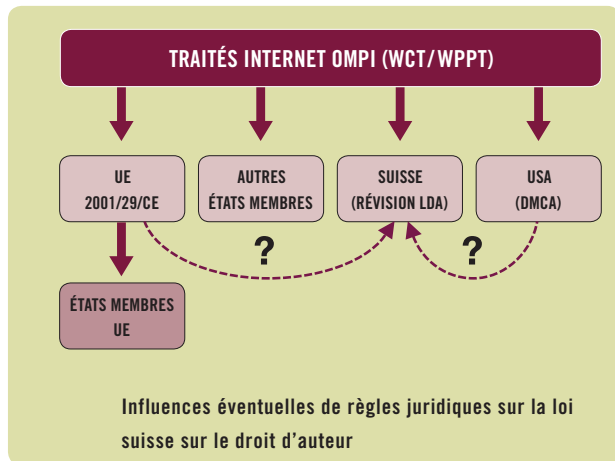 TRAITÉS INTERNET OMPI (WCT/WPPT)
UE
2001/29/CE
AUTRES
ÉTATS MEMBRES
SUISSE
(RÉVISION LDA)
USA
(DMCA)
?
?
ÉTATS MEMBRES
UE
Influences éventuelles de règles juridiques sur la loi
suisse sur le droit d'auteur